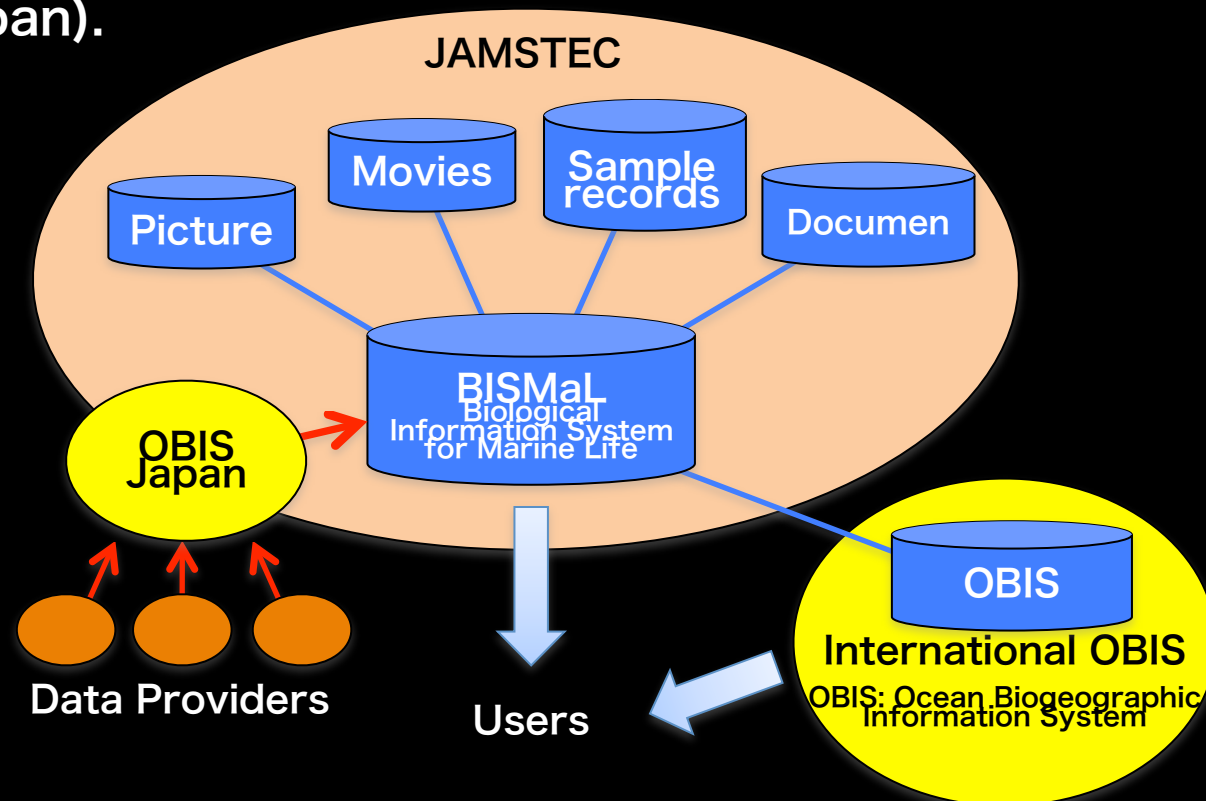 pan).
JAMSTEC
Movies
Sample
records
Picture
Documen
BISMaL
Biological
Information System
for Marine Life
OBIS
Japan
OBIS
International OBIS
OBIS: Ocean Biogeographic
Information System
Data Providers
Users